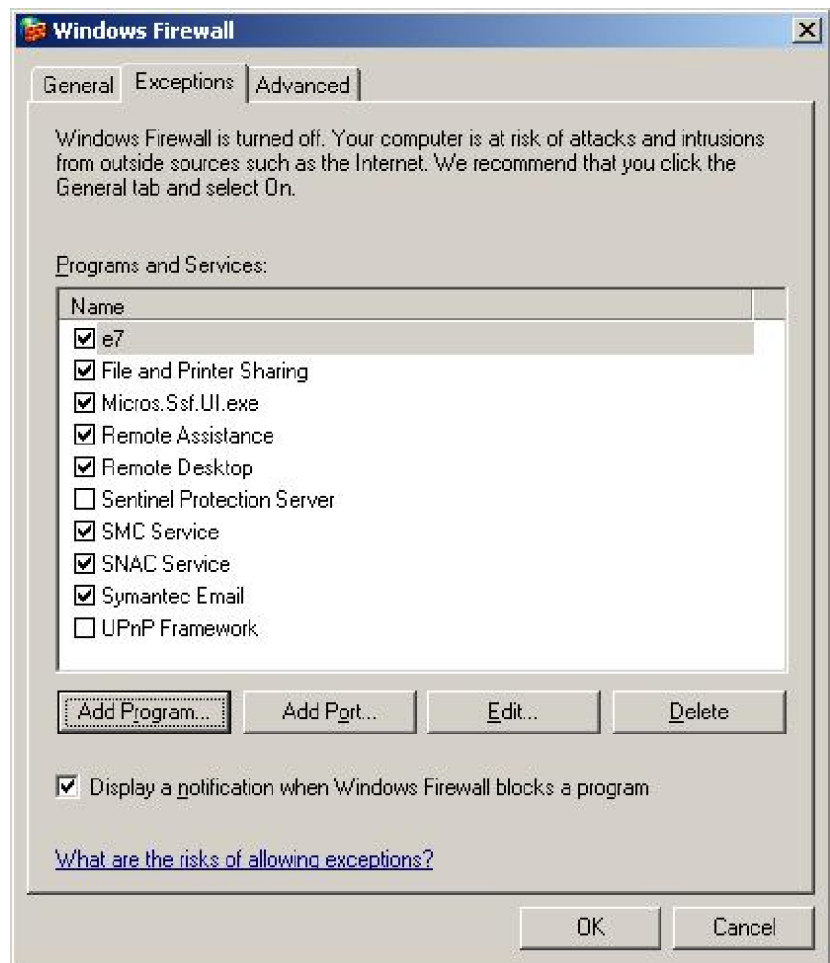 Windows Firewall
General Exceptions Advanced
Windows Firewall is turned off. Your computer is at risk of attacks and intrusions
from outside sources such as the Internet. We recommend that you click the
General tab and select On.
Programs and Services:
Name
e7
File and Printer Sharing
Micros.Ssf.UI.exe
Remote Assistance
Remote Desktop
Sentinel Protection Server
SMC Service
SNAC Service
Symantec Email
UPnP Framework
Add Program... Add Port... Edit... Delete
Display a notification when Windows Firewall blocks a program
What are the risks of allowing exceptions?
OK Cancel